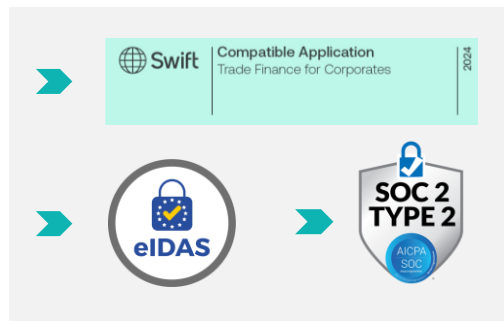 Swift
Compatible Application
Trade Finance for Corporates
2024
eIDAS
SOC 2
TYPE 2
AICPA
SOC